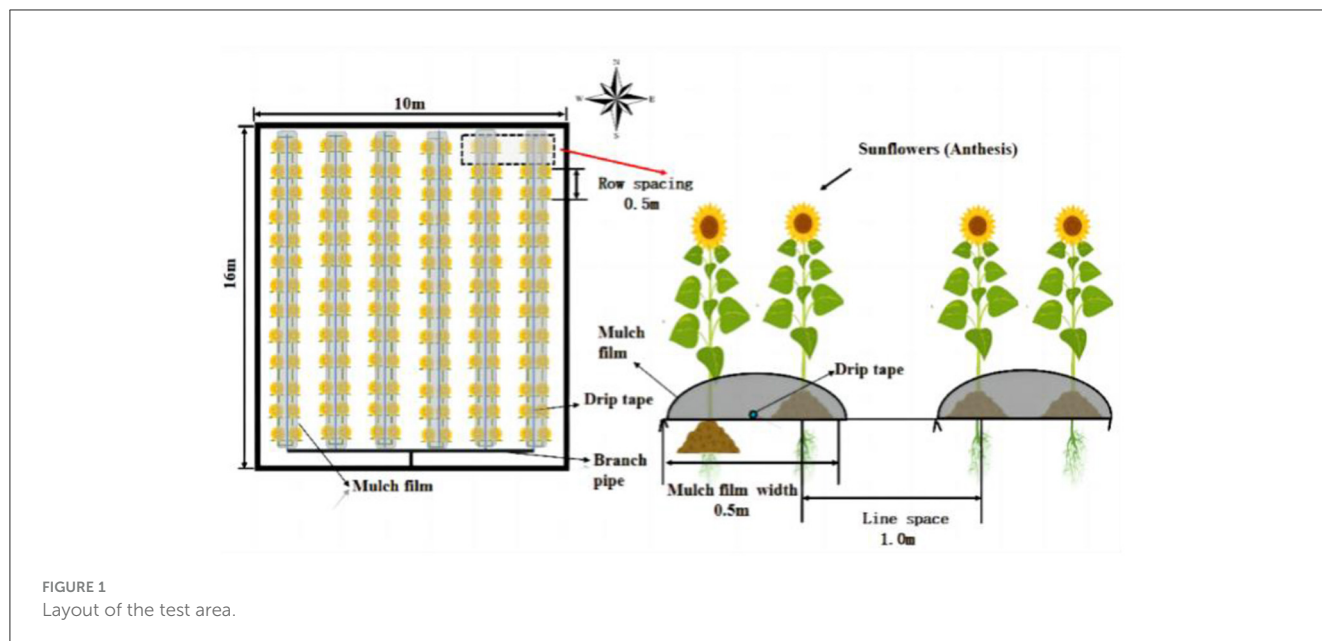 N
W
E
S
10m
16m
Sunflowers (Anthesis)
Row spacing
0.5m
Mulch
film
Drip tape
Drip tape
Branch
pipe
Mulch film
Mulch film width
0.5m
Line space
1.0m
FIGURE 1
Layout of the test area.